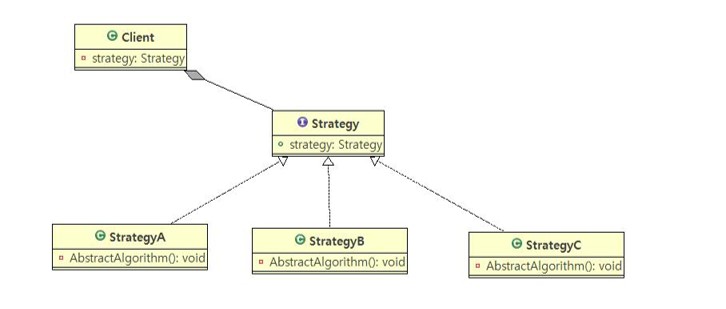 Client
strategy: Strategy
Strategy
strategy: Strategy
StrategyA
AbstractAlgorithm(): void
StrategyB
AbstractAlgorithm(): void
StrategyC
AbstractAlgorithm(): void